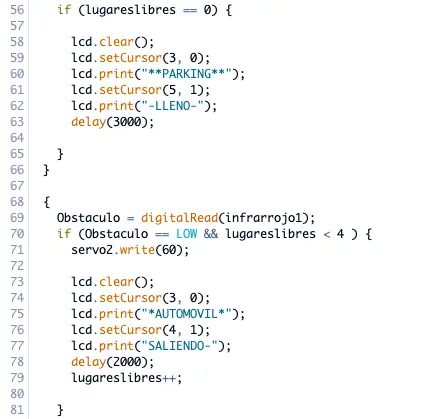 56 if (lugareslibres == 0) {
57
58 lcd.clear();
59 lcd.setCursor(3, 0);
60 lcd.print("**PARKING**");
61 lcd.setCursor(5, 1);
62 lcd.print("-LLENO-");
63 delay(3000);
64
65 }
66 }
67
68 {
69 Obstaculo = digitalRead(infrarrojo1);
70 if (Obstaculo == LOW && lugareslibres < 4 ) {
71 servo2.write(60);
72
73 lcd.clear();
74 lcd.setCursor(3, 0);
75 lcd.print("*AUTOMOVIL*");
76 lcd.setCursor(4, 1);
77 lcd.print("SALIENDO-");
78 delay(2000);
79 lugareslibres++;
80
81 }